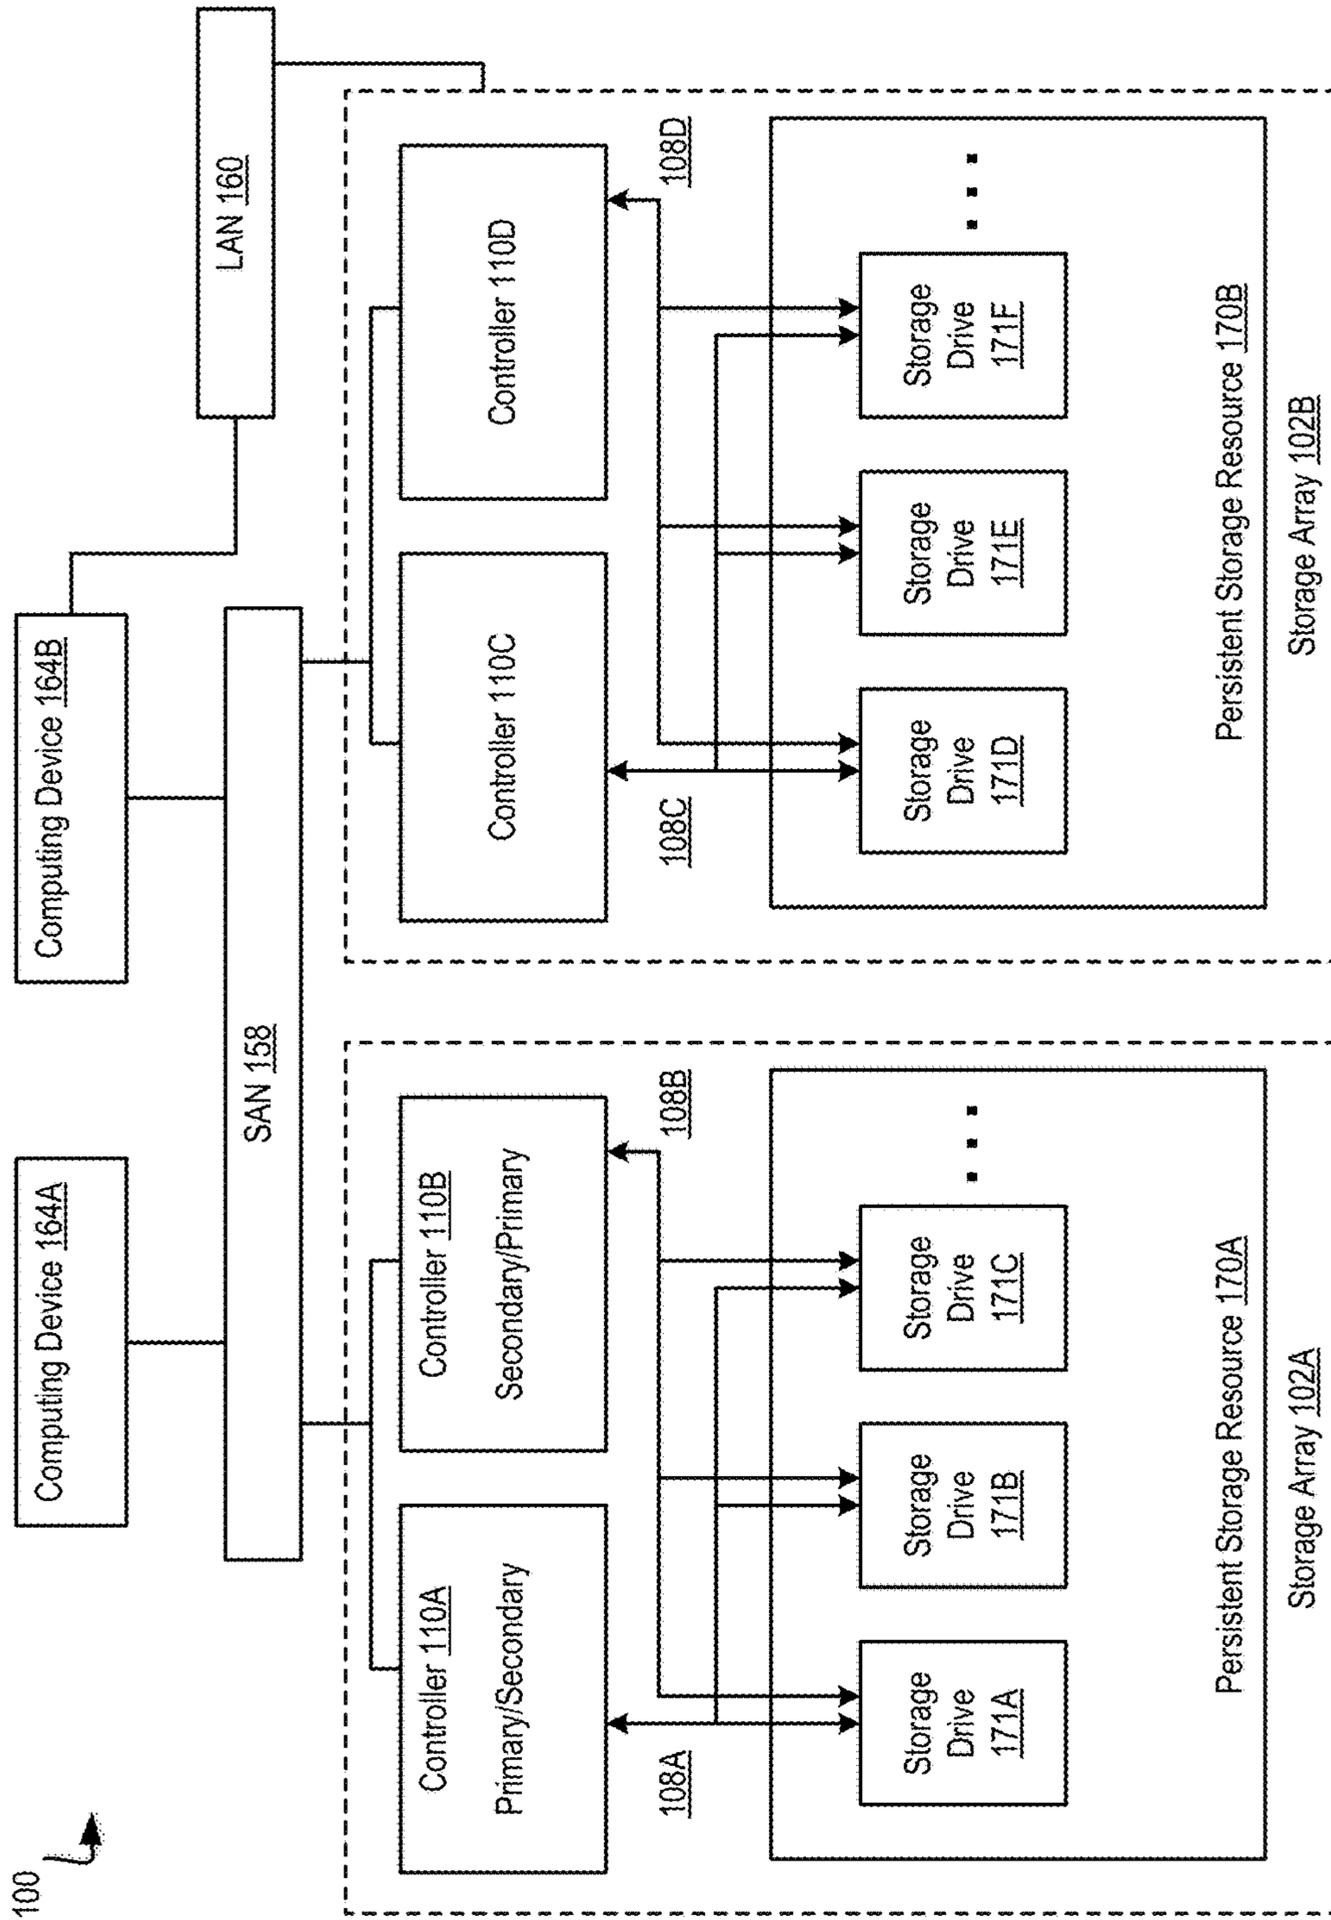 100
Computing Device 164A
Computing Device 164B
SAN 158
LAN 160
Controller 110A
Primary/Secondary
Controller 110B
Secondary/Primary
Controller 110C
Controller 110D
108A
108B
108C
108D
Storage
Drive
171A
Storage
Drive
171B
Storage
Drive
171C
Storage
Drive
171D
Storage
Drive
171E
Storage
Drive
171F
Persistent Storage Resource 170A
Persistent Storage Resource 170B
Storage Array 102A
Storage Array 102B